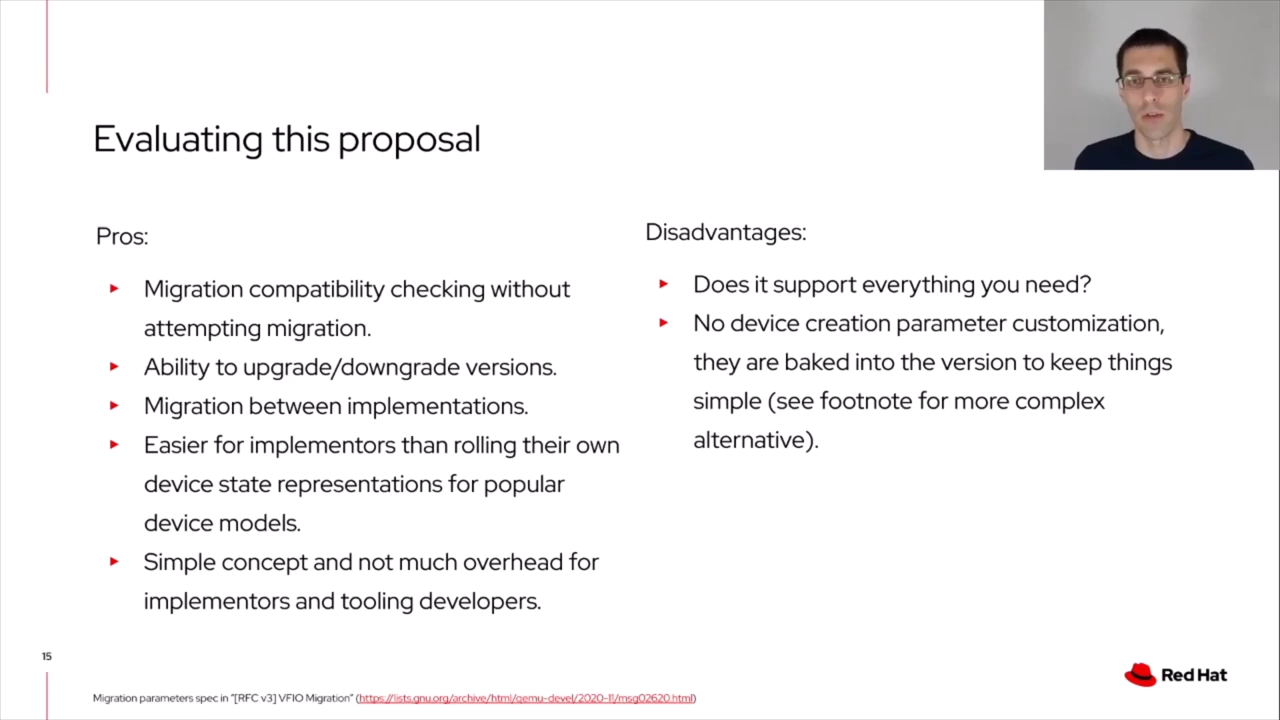 Evaluating this proposal
Pros:
Migration compatibility checking without
attempting migration.
Ability to upgrade/downgrade versions.
Migration between implementations.
Easier for implementors than rolling their own
device state representations for popular
device models.
Simple concept and not much overhead for
implementors and tooling developers.
Disadvantages:
Does it support everything you need?
No device creation parameter customization,
they are baked into the version to keep things
simple (see footnote for more complex
alternative).
15
Migration parameters spec in “[RFC v3] VFIO Migration” (https://lists.gnu.org/archive/html/qemu-devel/2020-11/msg02620.html)
Red Hat